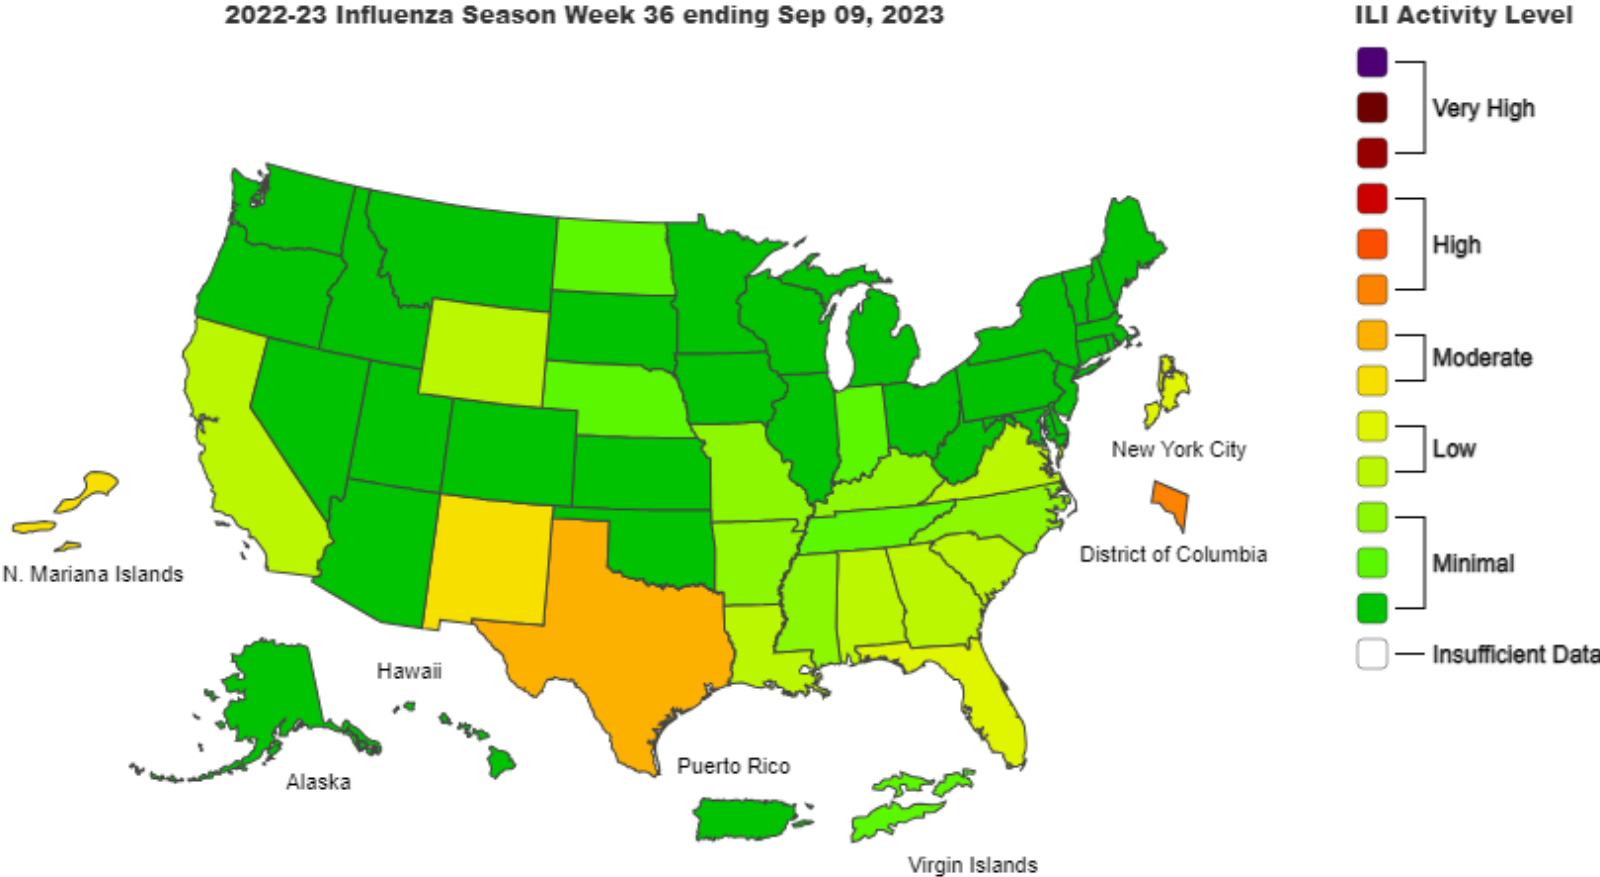 2022-23 Influenza Season Week 36 ending Sep 09, 2023
ILI Activity Level
Very High
High
Moderate
Low
Minimal
Insufficient Data
New York City
District of Columbia
N. Mariana Islands
Hawaii
Alaska
Puerto Rico
Virgin Islands